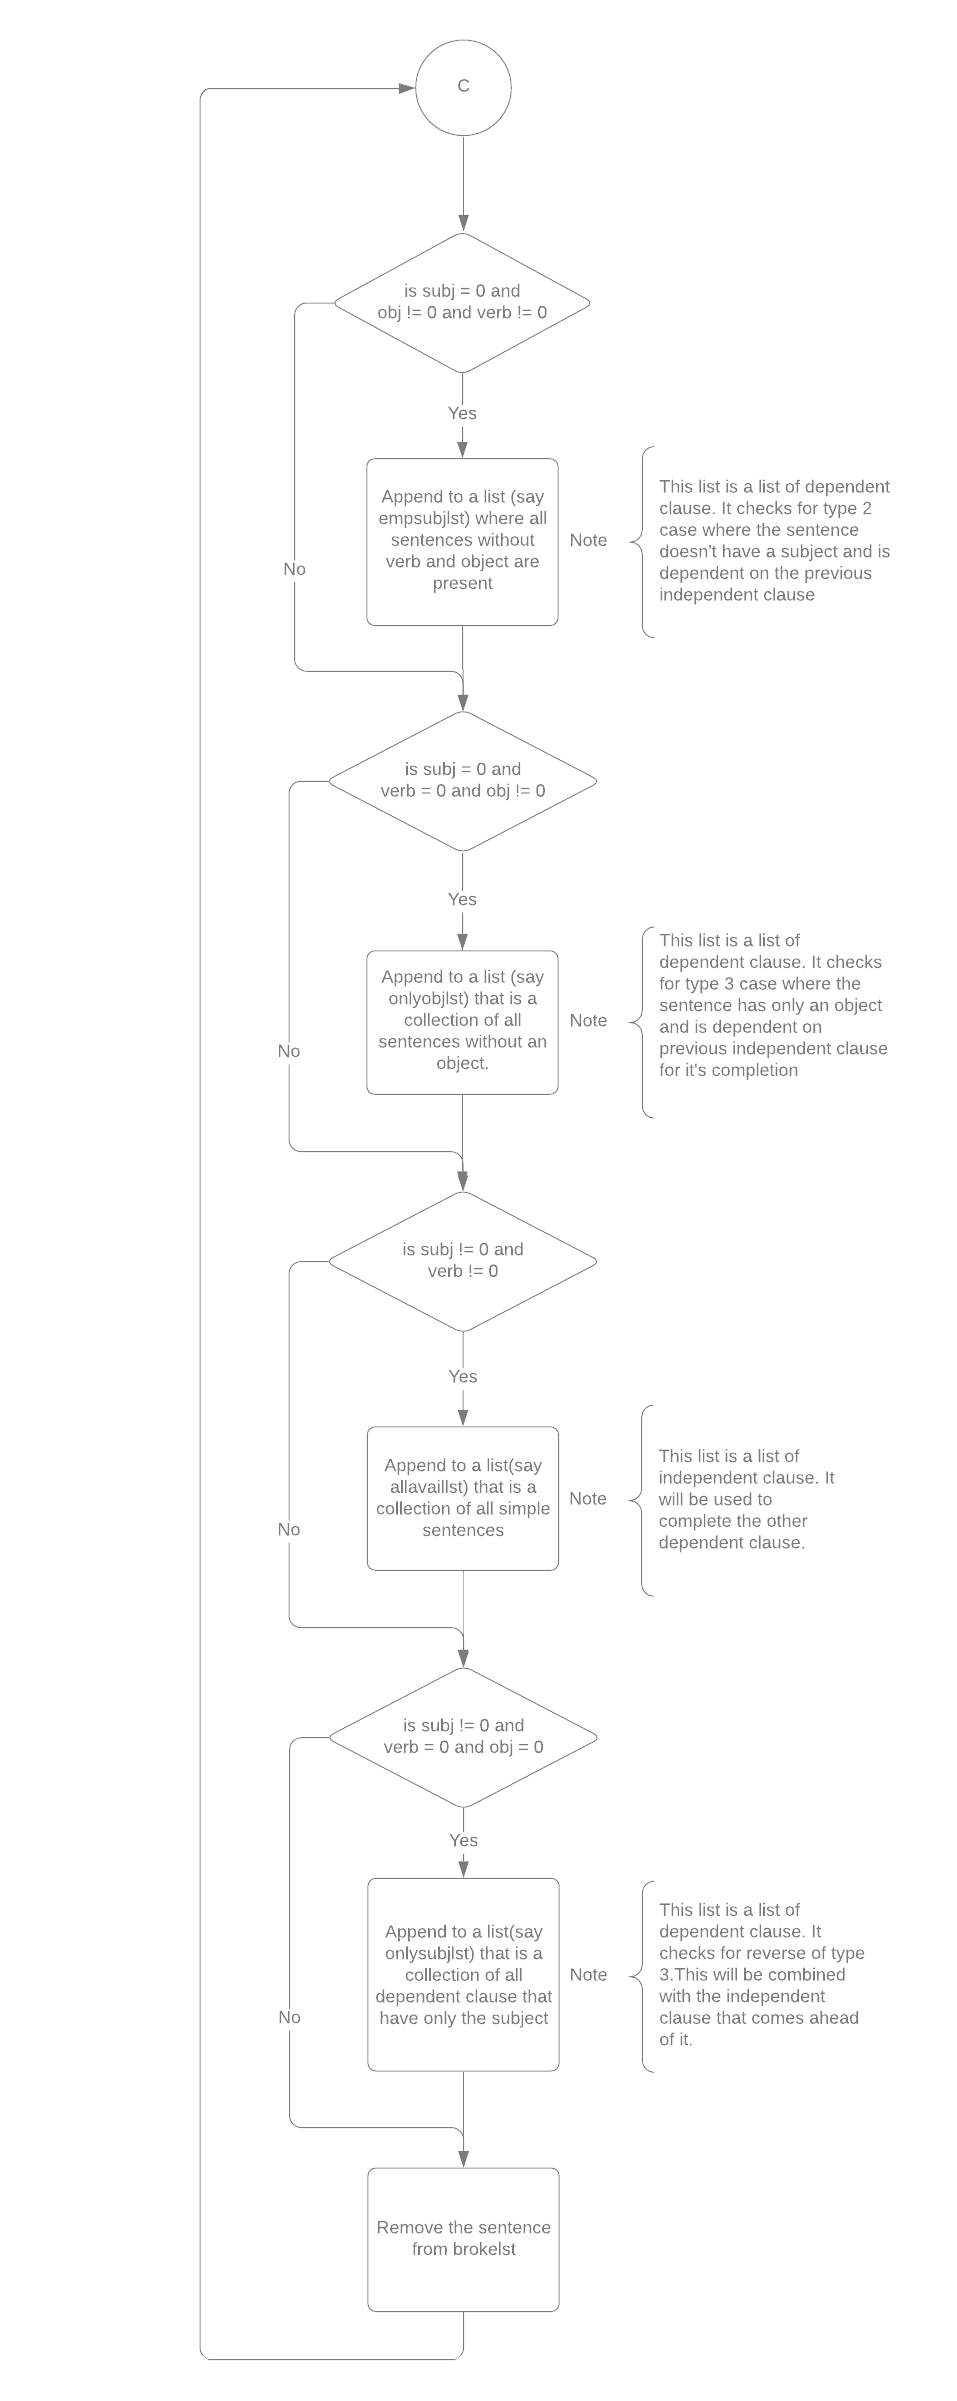 C
is subj = 0 and
obj != 0 and verb != 0
Yes
Append to a list (say
empsubjlst) where all
sentences without
verb and object are
present
Note
This list is a list of dependent
clause. It checks for type 2
case where the sentence
doesn't have a subject and is
dependent on the previous
independent clause
No
is subj = 0 and
verb = 0 and obj != 0
Yes
Append to a list (say
onlyobjlst) that is a
collection of all
sentences without an
object.
Note
This list is a list of
dependent clause. It checks
for type 3 case where the
sentence has only an object
and is dependent on
previous independent clause
for it's completion
No
is subj != 0 and
verb != 0
Yes
Append to a list(say
allavaillst) that is a
collection of all simple
sentences
Note
This list is a list of
independent clause. It
will be used to
complete the other
dependent clause.
No
is subj != 0 and
verb = 0 and obj = 0
Yes
Append to a list(say
onlysubjlst) that is a
collection of all
dependent clause that
have only the subject
Note
This list is a list of
dependent clause. It
checks for reverse of type
3.This will be combined
with the independent
clause that comes ahead
of it.
No
Remove the sentence
from brokelst